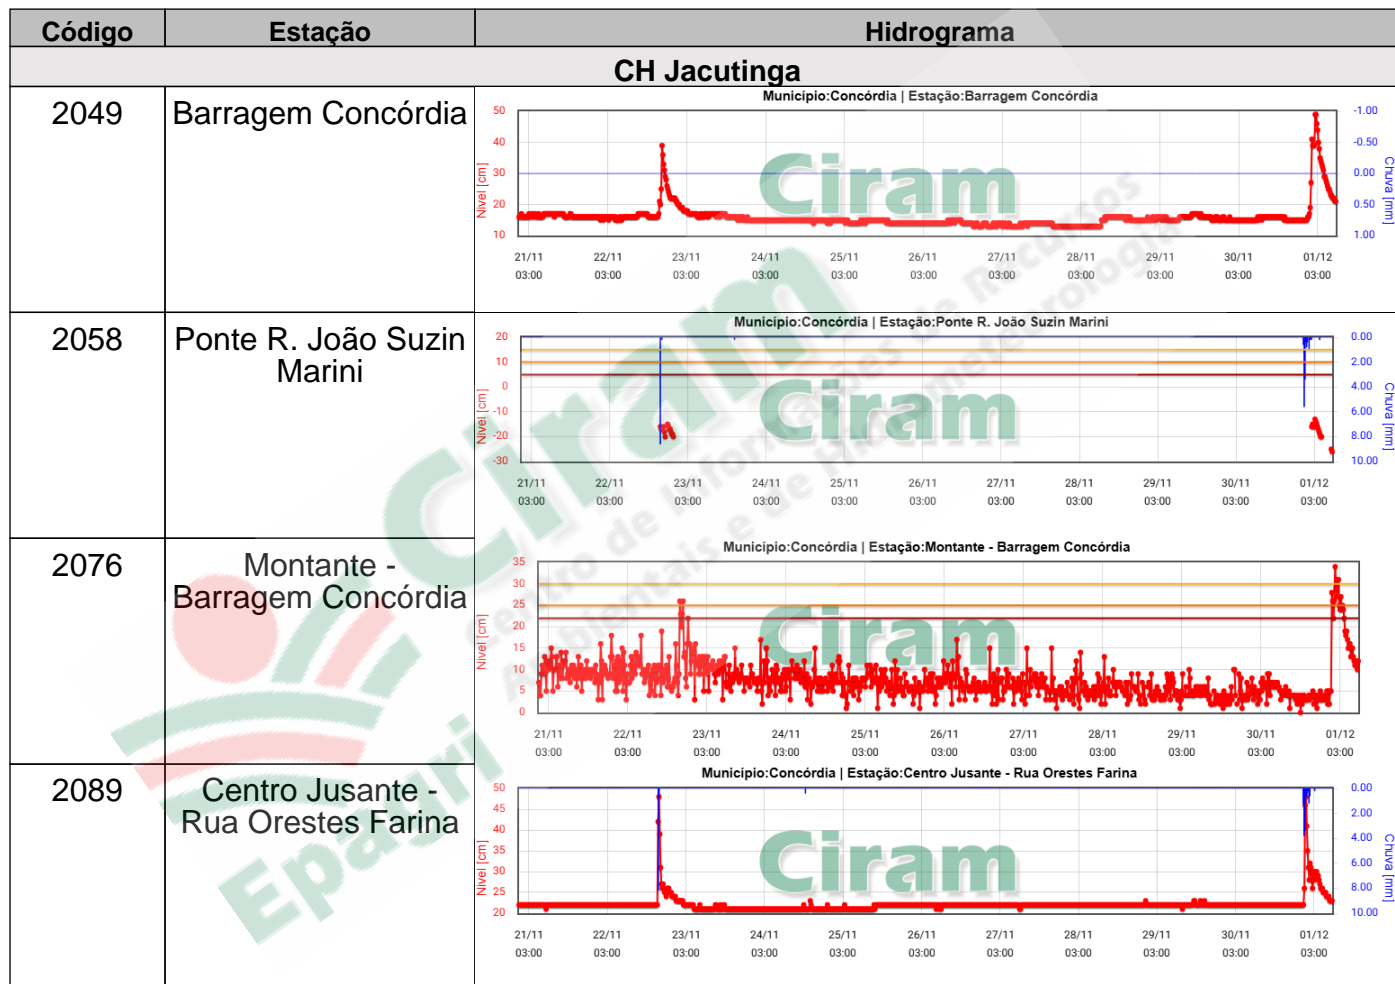 Código Estação Hidrograma
CH Jacutinga
2049 Barragem Concórdia
Município:Concórdia | Estação:Barragem Concórdia
50 -1.00
40 -0.50
30 0.00
20 0.50
10 1.00
Nível [cm]
Chuva [mm]
21/11 22/11 23/11 24/11 25/11 26/11 27/11 28/11 29/11 30/11 01/12
03:00 03:00 03:00 03:00 03:00 03:00 03:00 03:00 03:00 03:00 03:00
2058 Ponte R. João Suzin
Marini
Município:Concórdia | Estação:Ponte R. João Suzin Marini
20 0.00
10 2.00
0 4.00
-10 6.00
-20 8.00
-30 10.00
Nível [cm]
Chuva [mm]
21/11 22/11 23/11 24/11 25/11 26/11 27/11 28/11 29/11 30/11 01/12
03:00 03:00 03:00 03:00 03:00 03:00 03:00 03:00 03:00 03:00 03:00
2076 Montante -
Barragem Concórdia
Município:Concórdia | Estação:Montante - Barragem Concórdia
35
30
25
20
15
10
5
0
Nível [cm]
21/11 22/11 23/11 24/11 25/11 26/11 27/11 28/11 29/11 30/11 01/12
03:00 03:00 03:00 03:00 03:00 03:00 03:00 03:00 03:00 03:00 03:00
2089 Centro Jusante -
Rua Orestes Farina
Município:Concórdia | Estação:Centro Jusante - Rua Orestes Farina
50 0.00
45 2.00
40 4.00
35 6.00
30 8.00
25 10.00
20
Nível [cm]
Chuva [mm]
21/11 22/11 23/11 24/11 25/11 26/11 27/11 28/11 29/11 30/11 01/12
03:00 03:00 03:00 03:00 03:00 03:00 03:00 03:00 03:00 03:00 03:00
Ciram
Ciram
Ciram
Ciram
Epagri
Ciram
Centro de Informações de Recursos
Ambientais e de Hidrometeorologia